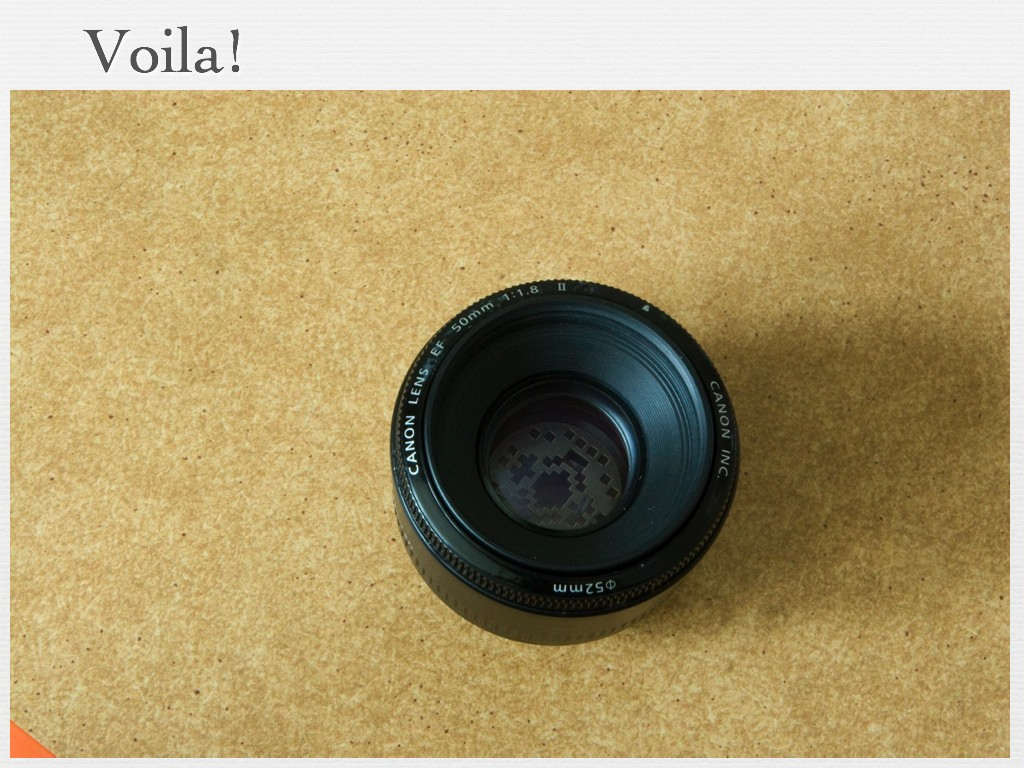 Voila!
CANON LENS EF 50mm 1:1.8 II
CANON INC.
Φ52mm